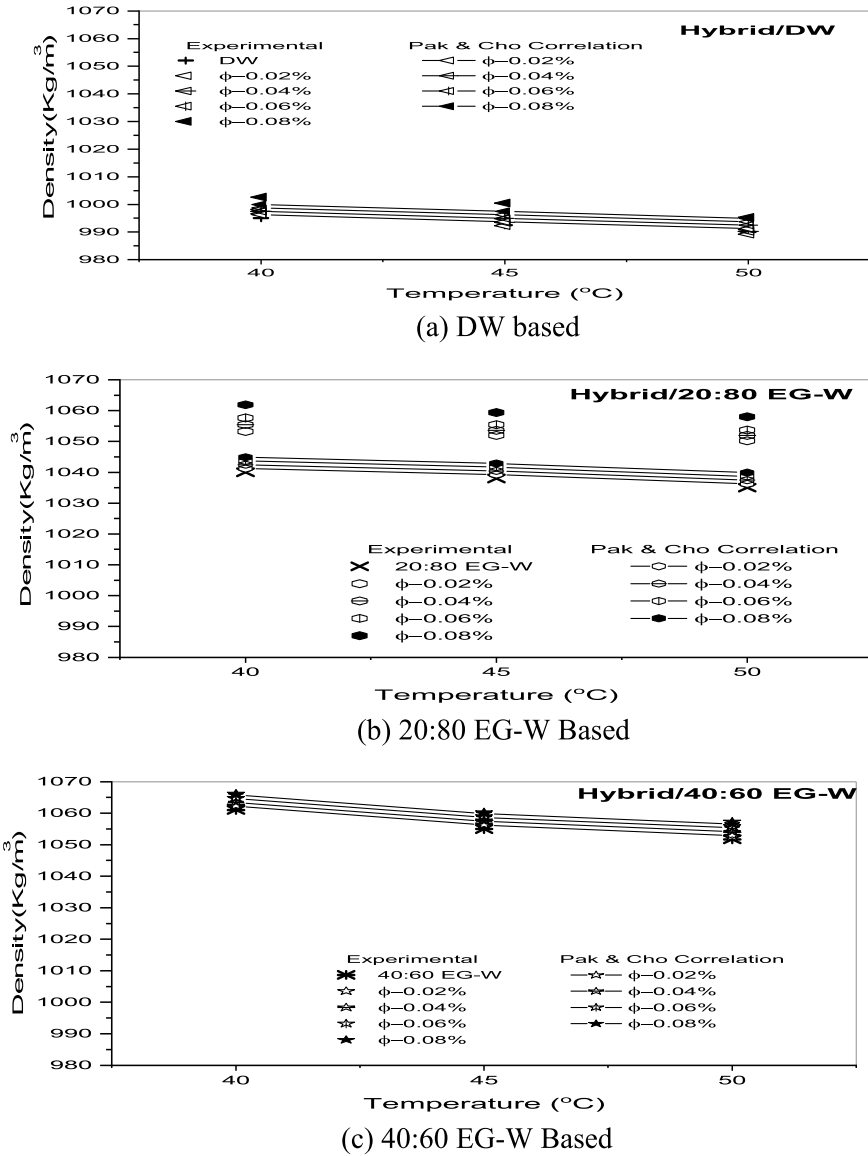 Hybrid/DW
Experimental
DW
ϕ–0.02%
ϕ–0.04%
ϕ–0.06%
ϕ–0.08%
Pak & Cho Correlation
ϕ–0.02%
ϕ–0.04%
ϕ–0.06%
ϕ–0.08%
Density(Kg/m³)
1070
1060
1050
1040
1030
1020
1010
1000
990
980
40 45 50
Temperature (°C)
(a) DW based
Hybrid/20:80 EG-W
Density(Kg/m³)
1070
1060
1050
1040
1030
1020
1010
1000
990
980
Experimental
20:80 EG-W
ϕ–0.02%
ϕ–0.04%
ϕ–0.06%
ϕ–0.08%
Pak & Cho Correlation
ϕ–0.02%
ϕ–0.04%
ϕ–0.06%
ϕ–0.08%
40 45 50
Temperature (°C)
(b) 20:80 EG-W Based
Hybrid/40:60 EG-W
Density(Kg/m³)
1070
1060
1050
1040
1030
1020
1010
1000
990
980
Experimental
40:60 EG-W
ϕ–0.02%
ϕ–0.04%
ϕ–0.06%
ϕ–0.08%
Pak & Cho Correlation
ϕ–0.02%
ϕ–0.04%
ϕ–0.06%
ϕ–0.08%
40 45 50
Temperature (°C)
(c) 40:60 EG-W Based